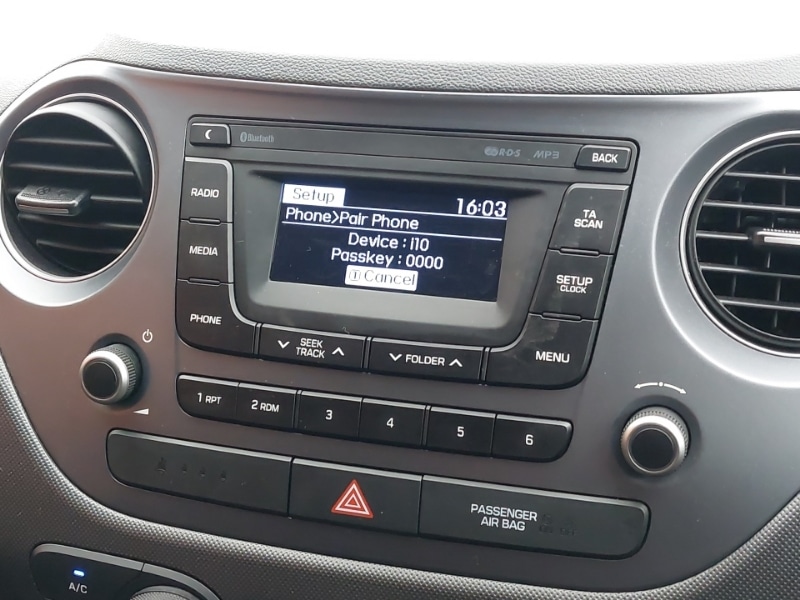 Bluetooth
R·D·S MP3 BACK
RADIO
MEDIA
PHONE
Setup 16:03
Phone>Pair Phone
Device : i10
Passkey : 0000
① Cancel
TA
SCAN
SETUP
CLOCK
MENU
SEEK
TRACK
FOLDER
1 RPT 2 RDM 3 4 5 6
PASSENGER
AIR BAG
A/C